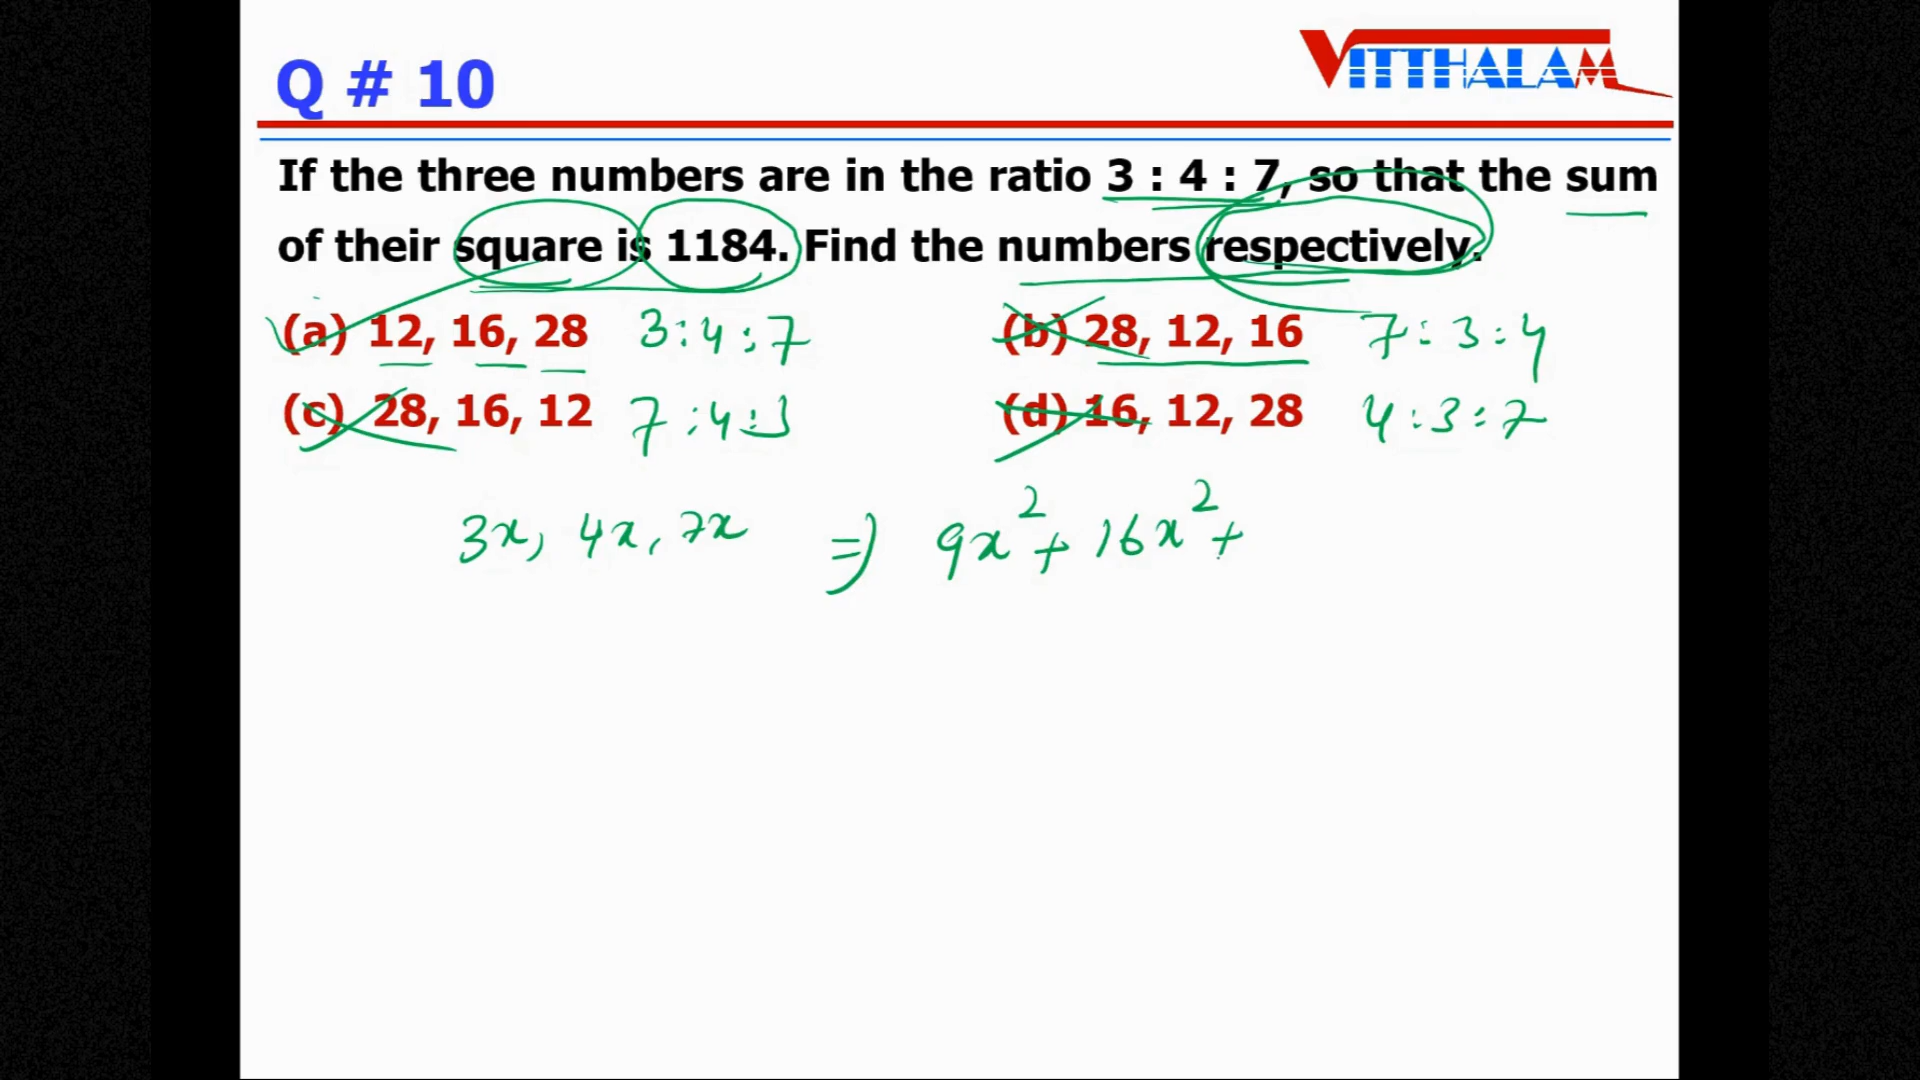 Q # 10
VITTHALAM
If the three numbers are in the ratio 3 : 4 : 7, so that the sum
of their square is 1184. Find the numbers respectively.
(a) 12, 16, 28 3:4:7
(b) 28, 12, 16 7:3:4
(c) 28, 16, 12 7:4:3
(d) 16, 12, 28 4:3:7
3x, 4x, 7x ⇒ 9x² + 16x² +